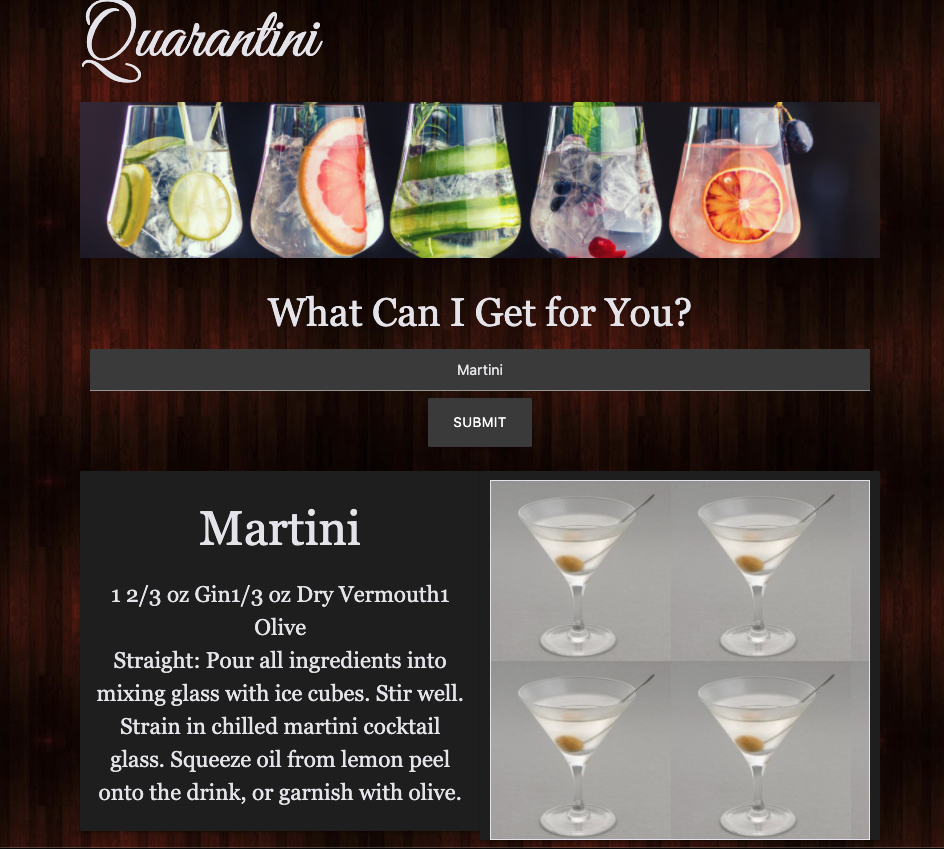 Quarantini
What Can I Get for You?
Martini
SUBMIT
Martini
1 2/3 oz Gin1/3 oz Dry Vermouth1
Olive
Straight: Pour all ingredients into
mixing glass with ice cubes. Stir well.
Strain in chilled martini cocktail
glass. Squeeze oil from lemon peel
onto the drink, or garnish with olive.